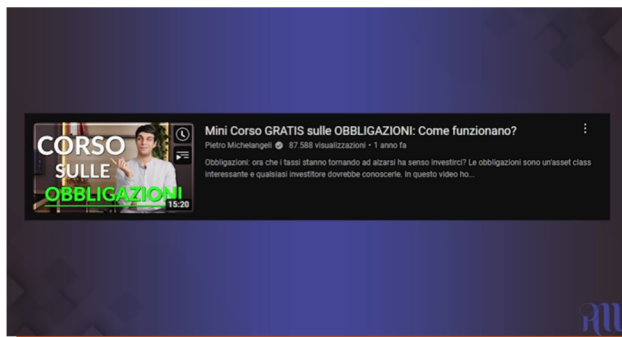 CORSO
SULLE
OBBLIGAZIONI
15:20
Mini Corso GRATIS sulle OBBLIGAZIONI: Come funzionano?
Pietro Michelangeli 87.588 visualizzazioni • 1 anno fa
Obbligazioni: ora che i tassi stanno tornando ad alzarsi ha senso investirci? Le obbligazioni sono un'asset class
interessante e qualsiasi investitore dovrebbe conoscerle. In questo video ho...
PM